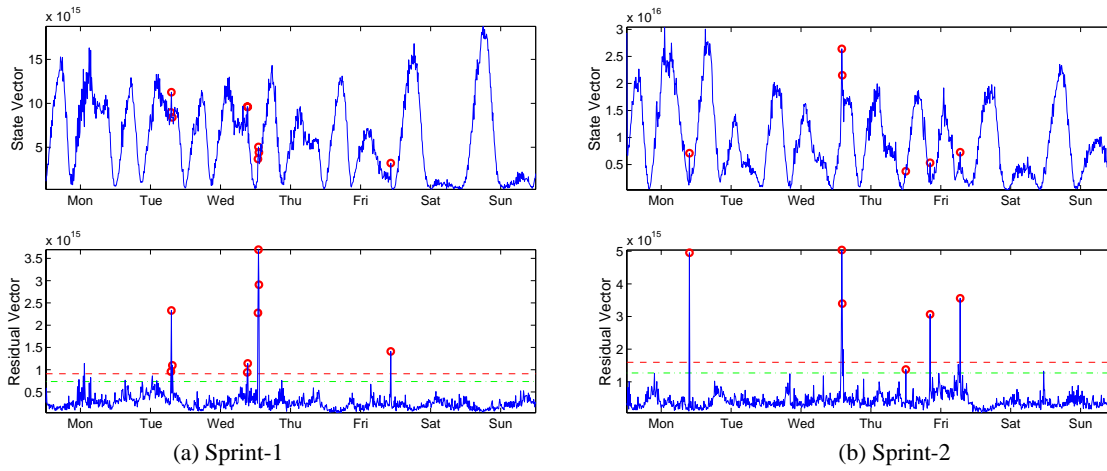 x 10^15
State Vector
15
10
5
Mon Tue Wed Thu Fri Sat Sun
x 10^15
Residual Vector
3.5
3
2.5
2
1.5
1
0.5
Mon Tue Wed Thu Fri Sat Sun
(a) Sprint-1
x 10^16
State Vector
3
2.5
2
1.5
1
0.5
Mon Tue Wed Thu Fri Sat Sun
x 10^15
Residual Vector
5
4
3
2
1
Mon Tue Wed Thu Fri Sat Sun
(b) Sprint-2